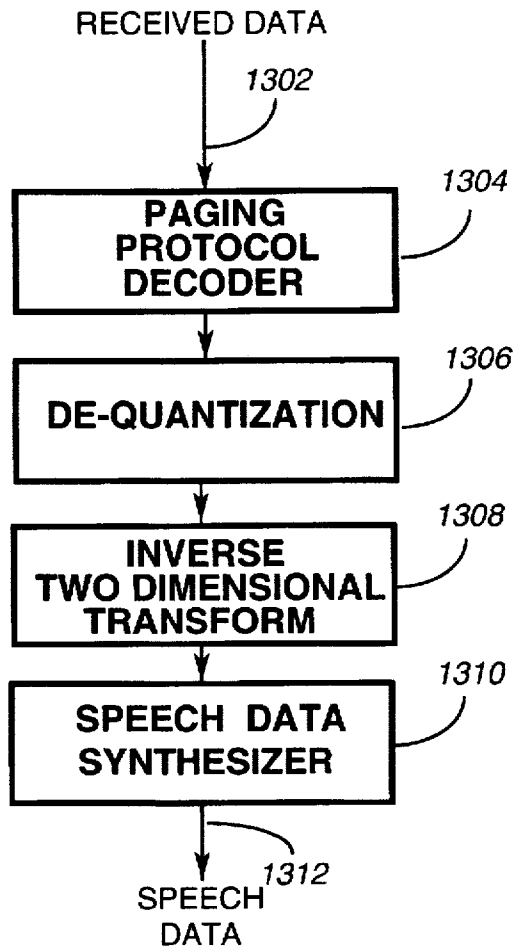 RECEIVED DATA
1302
1304
PAGING
PROTOCOL
DECODER
1306
DE-QUANTIZATION
1308
INVERSE
TWO DIMENSIONAL
TRANSFORM
1310
SPEECH DATA
SYNTHESIZER
1312
SPEECH
DATA